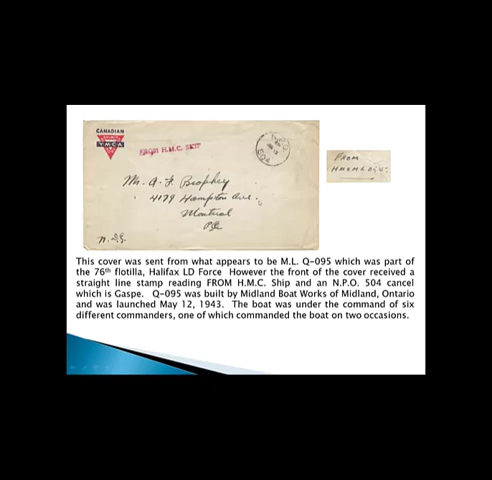 CANADIAN
YMCA
FROM H.M.C. SHIP
N.P.O.
504
Mr. A. F. Brophey
4179 Hampton Ave.
Montreal
P.Q.
FROM
This cover was sent from what appears to be M.L. Q-095 which was part of
the 76th flotilla, Halifax LD Force However the front of the cover received a
straight line stamp reading FROM H.M.C. Ship and an N.P.O. 504 cancel
which is Gaspe. Q-095 was built by Midland Boat Works of Midland, Ontario
and was launched May 12, 1943. The boat was under the command of six
different commanders, one of which commanded the boat on two occasions.